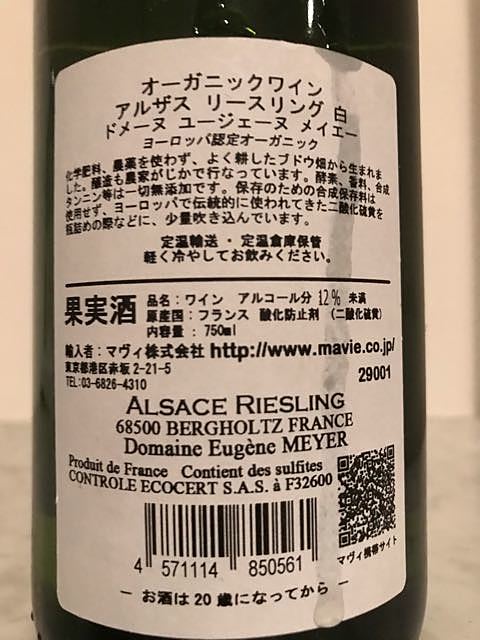 オーガニックワイン
アルザス リースリング 白
ドメーヌ ユージェーヌ メイエー
ヨーロッパ認定オーガニック
化学肥料、農薬を使わず、よく耕したブドウ畑から生まれま
した。醸造も農家がじかで行なっています。酵素、香料、合成
タンニン等は一切無添加です。保存のための合成保存料は
使用せず、ヨーロッパで伝統的に使われてきた二酸化硫黄を
瓶詰めの際などに、少量吹き込んでいます。
定温輸送・定温倉庫保管
軽く冷やしてお飲みください。
果実酒
品名：ワイン アルコール分 12% 未満
原産国：フランス 酸化防止剤 （二酸化硫黄）
内容量：750ml
輸入者：マヴィ株式会社 http://www.mavie.co.jp/
東京都港区赤坂2-21-5
TEL:03-6826-4310
29001
ALSACE RIESLING
68500 BERGHOLTZ FRANCE
Domaine Eugène MEYER
Produit de France Contient des sulfites
CONTROLE ECOCERT S.A.S. à F32600
4 571114 850561
マヴィ携帯サイト
― お酒は20歳になってから ―